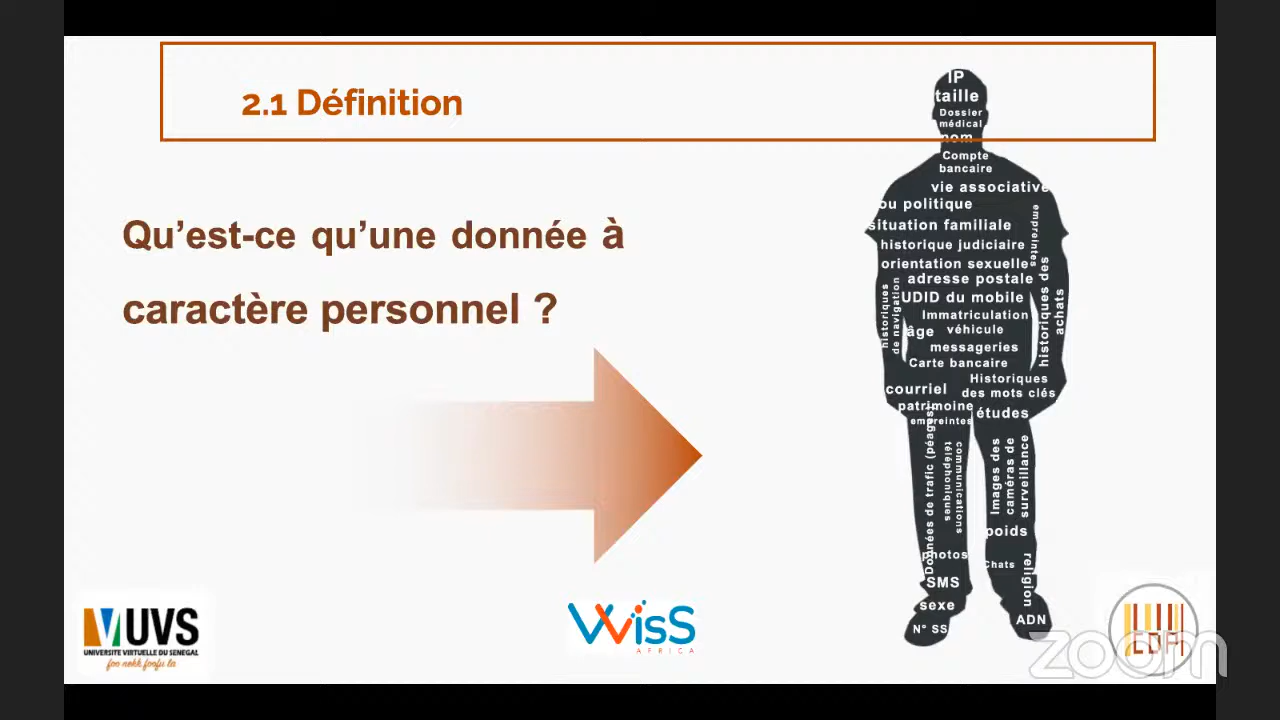 2.1 Définition
Qu’est-ce qu’une donnée à
caractère personnel ?
IP
taille
Dossier
médical
nom
Compte
bancaire
vie associative
ou politique
situation familiale
empreintes
historique judiciaire
orientation sexuelle
adresse postale
UDID du mobile
historiques
de navigation
historiques des
achats
Immatriculation
véhicule
âge
messageries
Carte bancaire
Historiques
des mots clés
courriel
patrimoine
empreintes
études
Données de trafic (péages)
communications
téléphoniques
Images des
caméras de
surveillance
poids
photos
Chats
SMS
religion
sexe
N° SS
ADN
UVS
UNIVERSITE VIRTUELLE DU SENEGAL
foo nekk foofu la
WisS
AFRICA
zoom